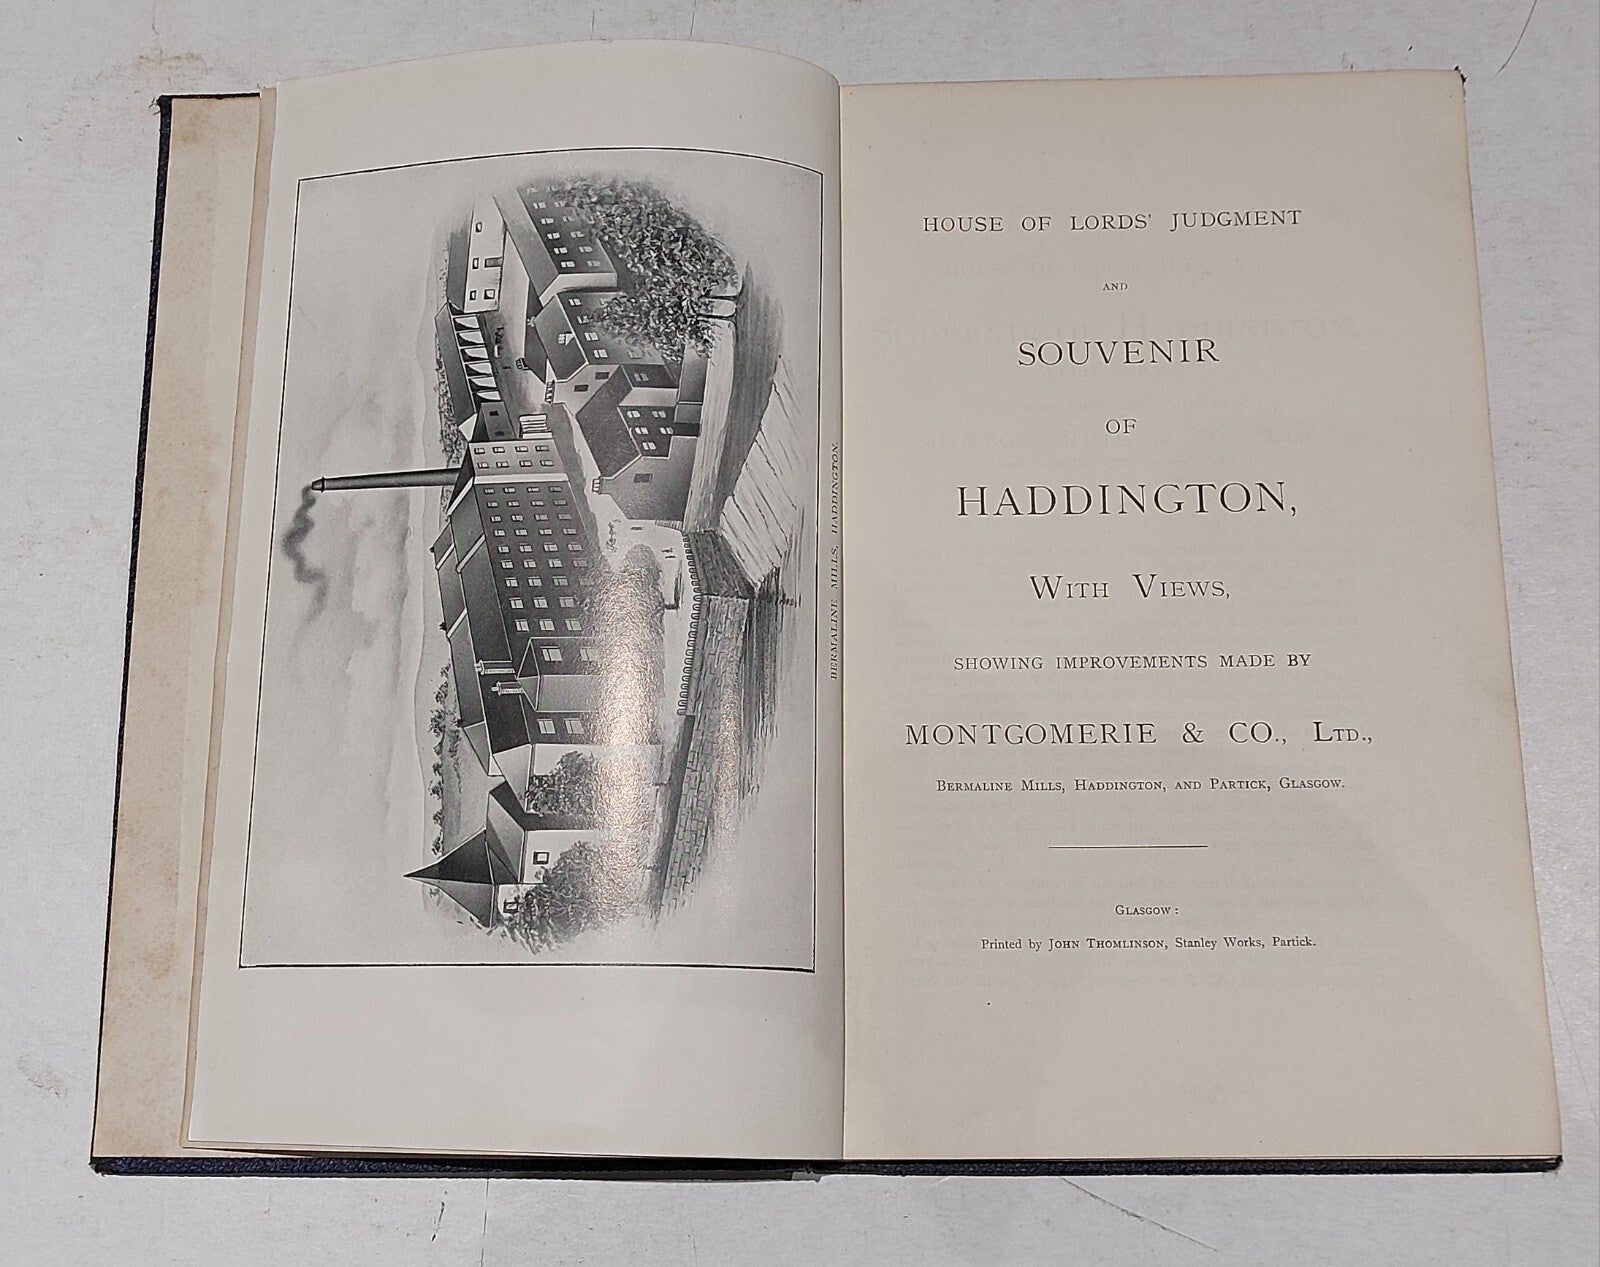 BERMALINE MILLS, HADDINGTON.
HOUSE OF LORDS' JUDGMENT
AND
SOUVENIR
OF
HADDINGTON,
WITH VIEWS,
SHOWING IMPROVEMENTS MADE BY
MONTGOMERIE & CO., LTD.,
BERMALINE MILLS, HADDINGTON, AND PARTICK, GLASGOW.
GLASGOW:
Printed by JOHN THOMLINSON, Stanley Works, Partick.